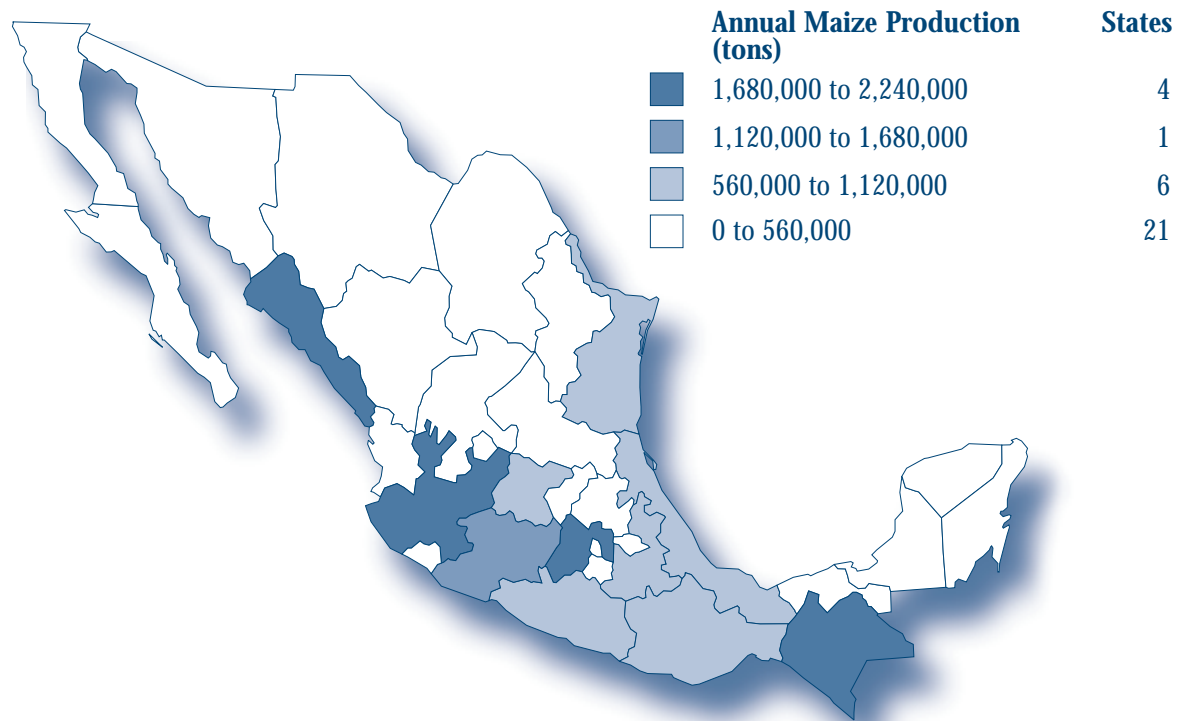 Annual Maize Production States
(tons)
1,680,000 to 2,240,000 4
1,120,000 to 1,680,000 1
560,000 to 1,120,000 6
0 to 560,000 21